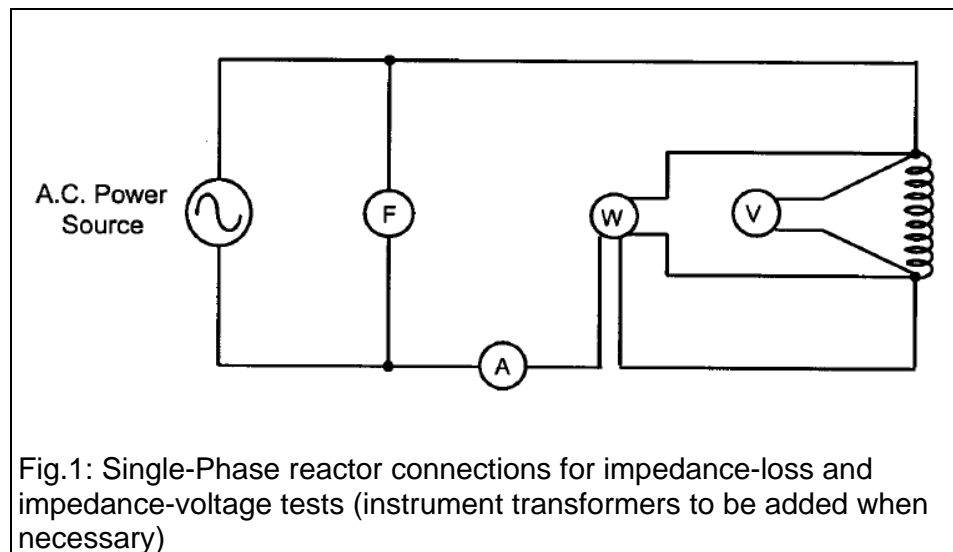 A.C. Power
Source
F
W
V
A
Fig.1: Single-Phase reactor connections for impedance-loss and
impedance-voltage tests (instrument transformers to be added when
necessary)